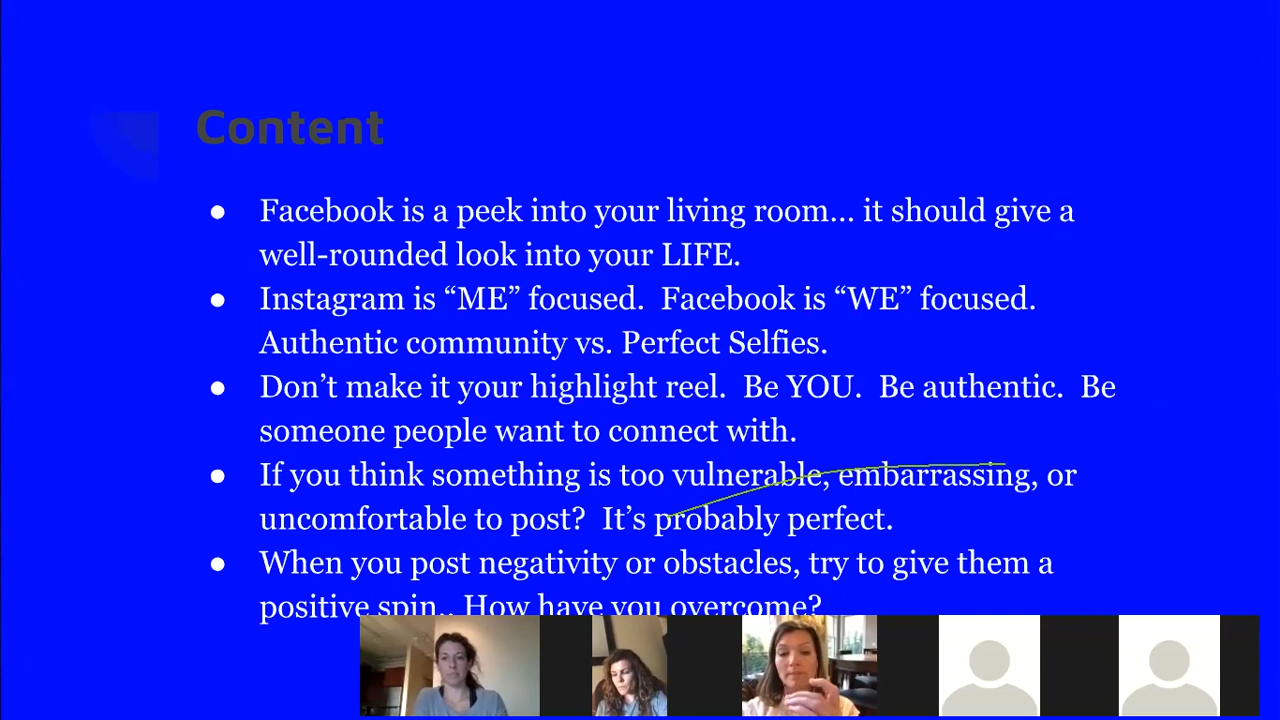 Content
● Facebook is a peek into your living room... it should give a
well-rounded look into your LIFE.
● Instagram is “ME” focused.  Facebook is “WE” focused.
Authentic community vs. Perfect Selfies.
● Don’t make it your highlight reel.  Be YOU.  Be authentic.  Be
someone people want to connect with.
● If you think something is too vulnerable, embarrassing, or
uncomfortable to post?  It’s probably perfect.
● When you post negativity or obstacles, try to give them a
positive spin.. How have you overcome?